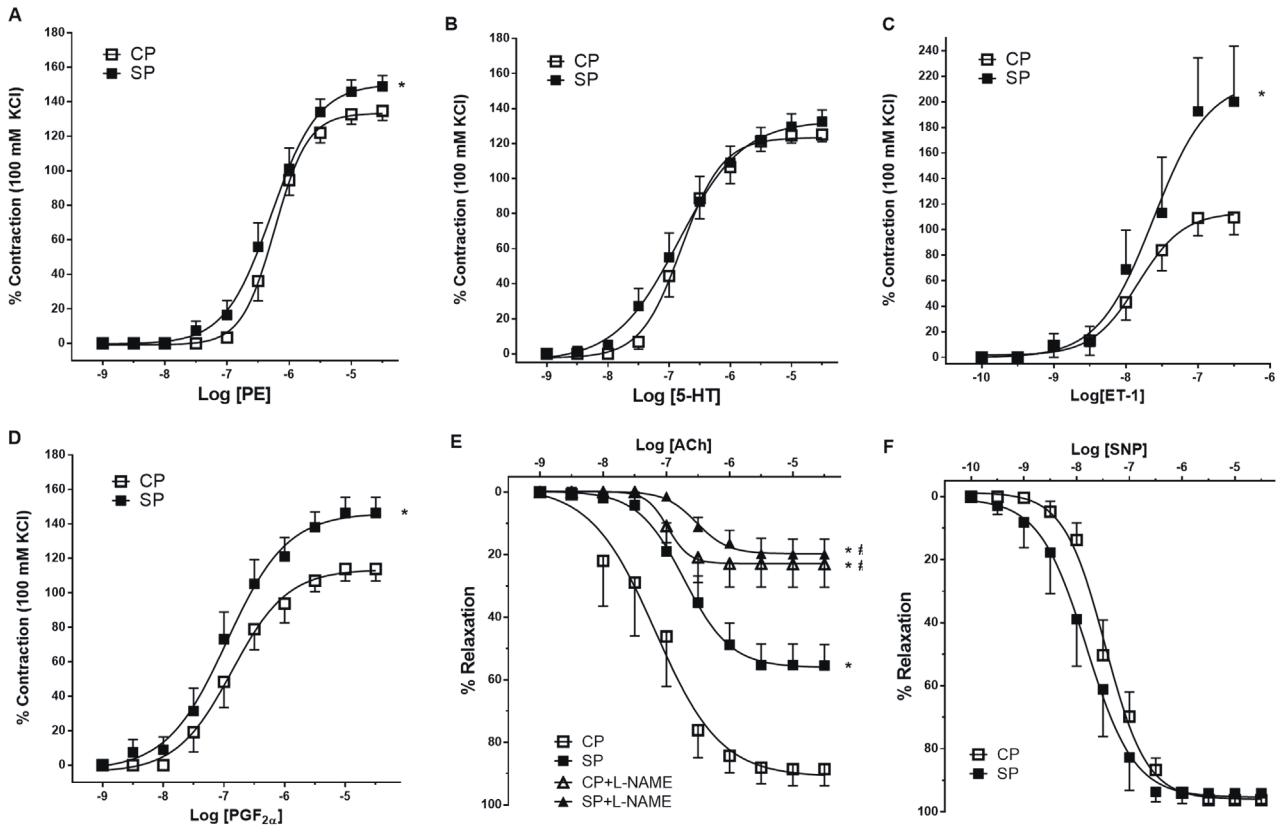 A
CP
SP
% Contraction (100 mM KCl)
180
160
140
120
100
80
60
40
20
0
*
-9
-8
-7
-6
-5
Log [PE]
B
CP
SP
% Contraction (100 mM KCl)
180
160
140
120
100
80
60
40
20
0
-9
-8
-7
-6
-5
Log [5-HT]
C
CP
SP
% Contraction (100 mM KCl)
240
220
200
180
160
140
120
100
80
60
40
20
0
*
-10
-9
-8
-7
-6
Log[ET-1]
D
CP
SP
% Contraction (100 mM KCl)
180
160
140
120
100
80
60
40
20
0
*
-9
-8
-7
-6
-5
Log [PGF2α]
E
Log [ACh]
-9
-8
-7
-6
-5
% Relaxation
0
20
40
60
80
100
* #
* #
*
CP
SP
CP+L-NAME
SP+L-NAME
F
Log [SNP]
-10
-9
-8
-7
-6
-5
% Relaxation
0
20
40
60
80
100
CP
SP